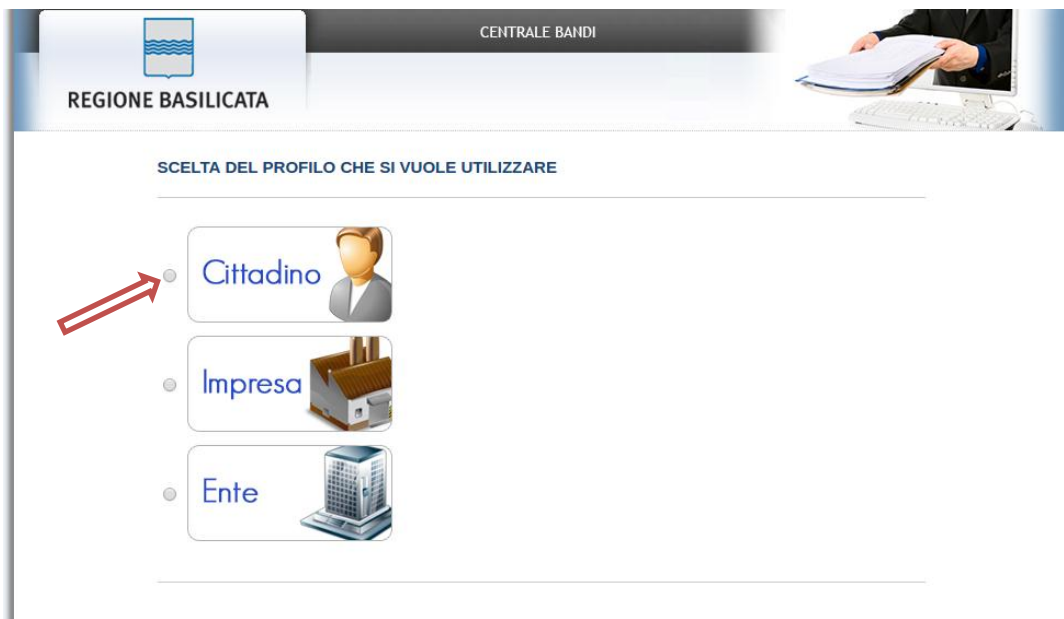 CENTRALE BANDI
REGIONE BASILICATA
SCELTA DEL PROFILO CHE SI VUOLE UTILIZZARE
Cittadino
Impresa
Ente